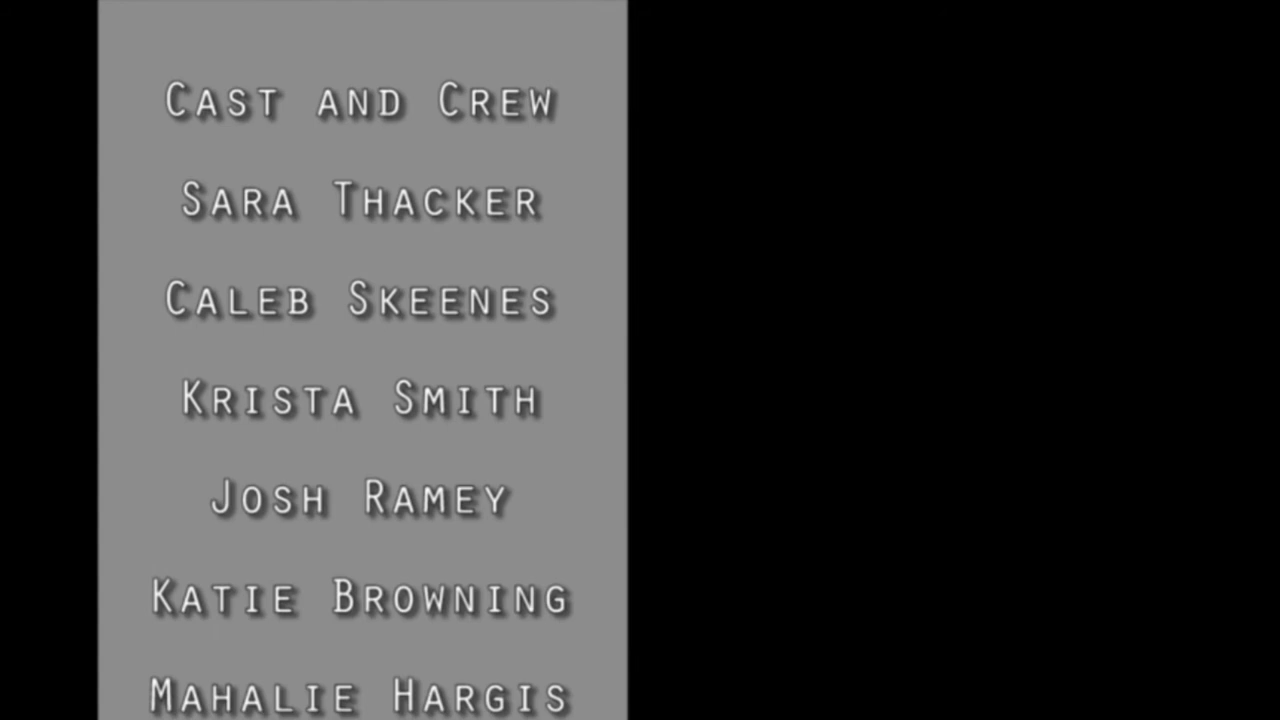 Cast and Crew
Sara Thacker
Caleb Skeenes
Krista Smith
Josh Ramey
Katie Browning
Mahalie Hargis